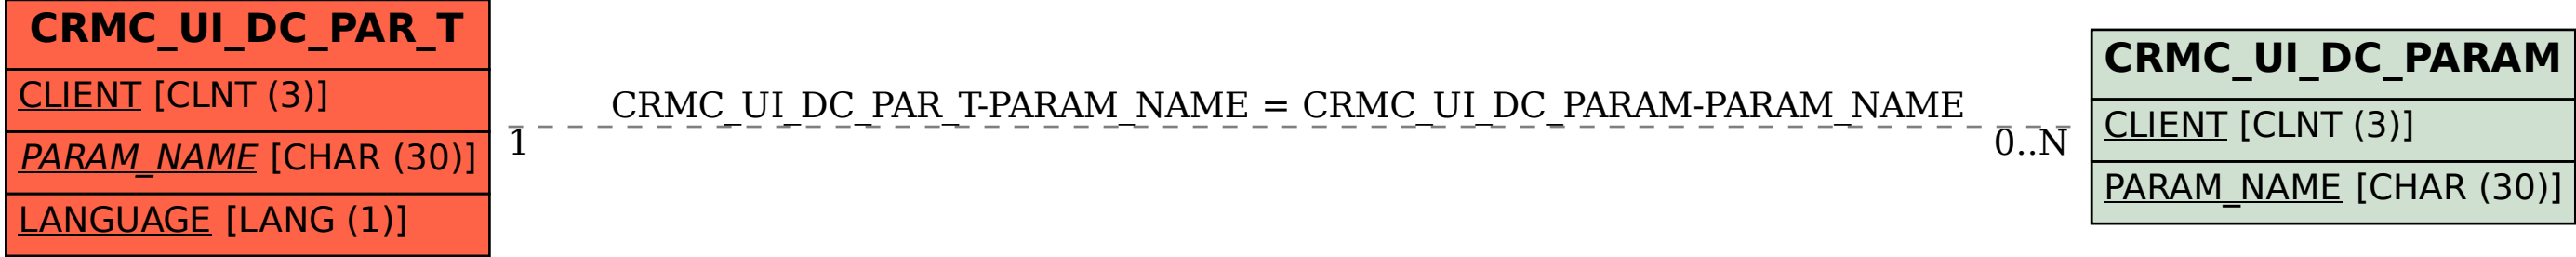 CRMC_UI_DC_PAR_T
CLIENT [CLNT (3)]
PARAM_NAME [CHAR (30)]
LANGUAGE [LANG (1)]
CRMC_UI_DC_PAR_T-PARAM_NAME = CRMC_UI_DC_PARAM-PARAM_NAME
1
0..N
CRMC_UI_DC_PARAM
CLIENT [CLNT (3)]
PARAM_NAME [CHAR (30)]